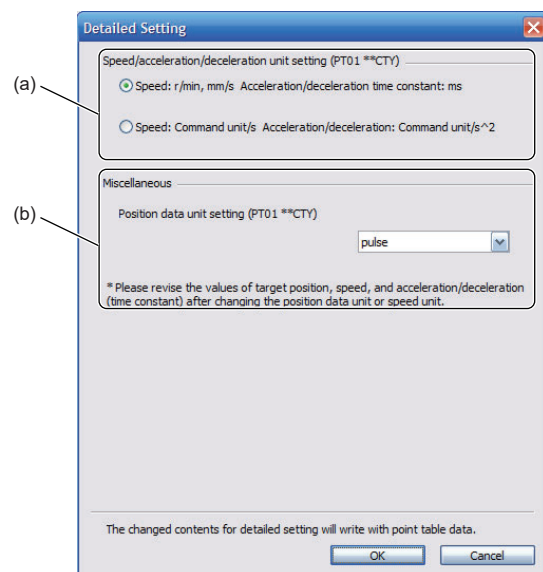 Detailed Setting
Speed/acceleration/deceleration unit setting (PT01 **CTY)
(a)
Speed: r/min, mm/s Acceleration/deceleration time constant: ms
Speed: Command unit/s Acceleration/deceleration: Command unit/s^2
Miscellaneous
(b)
Position data unit setting (PT01 **CTY)
pulse
* Please revise the values of target position, speed, and acceleration/deceleration
(time constant) after changing the position data unit or speed unit.
The changed contents for detailed setting will write with point table data.
OK Cancel